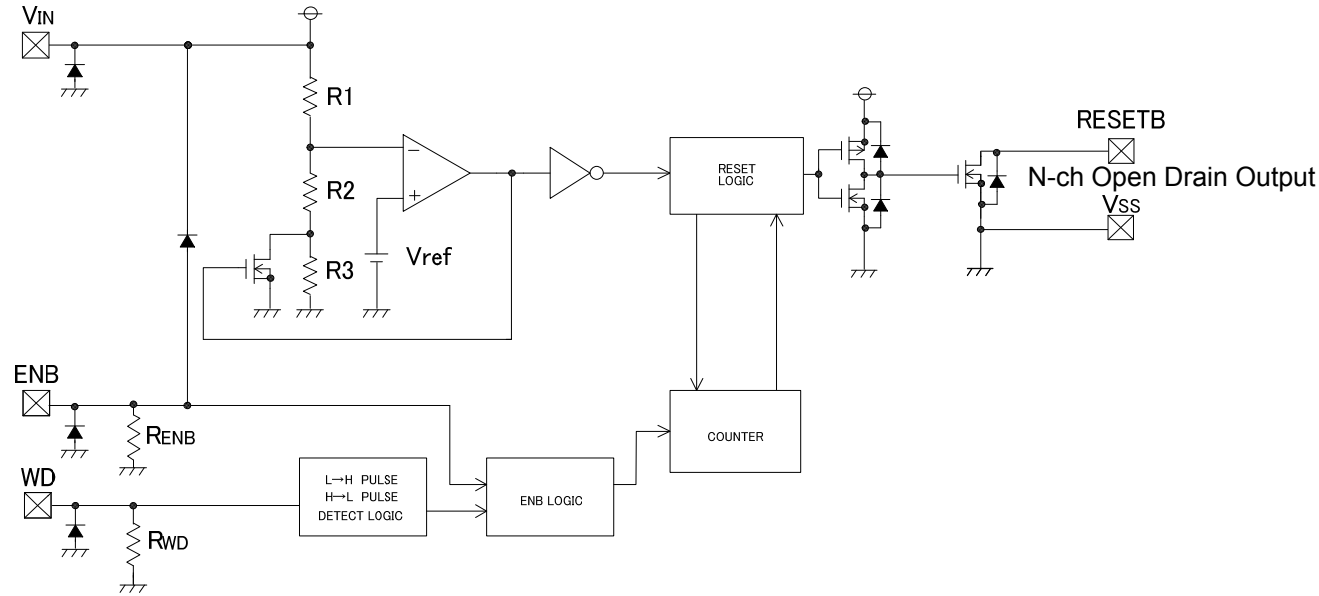 VIN
R1
R2
R3
−
+
Vref
RESET
LOGIC
RESETB
N-ch Open Drain Output
VSS
ENB
RENB
COUNTER
WD
RWD
L→H PULSE
H→L PULSE
DETECT LOGIC
ENB LOGIC